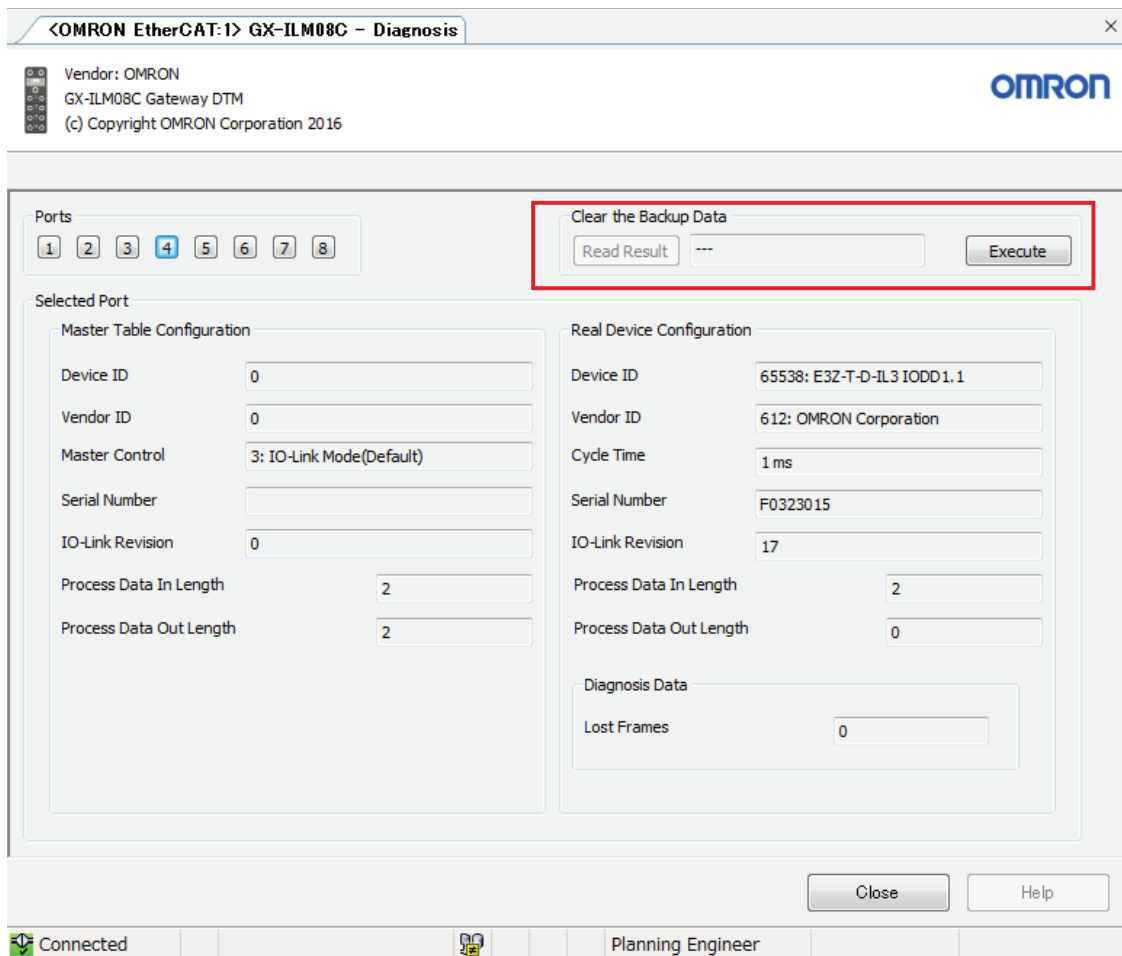 <OMRON EtherCAT:1> GX-ILM08C - Diagnosis
Vendor: OMRON
GX-ILM08C Gateway DTM
(c) Copyright OMRON Corporation 2016
OMRON
Ports
1 2 3 4 5 6 7 8
Clear the Backup Data
Read Result --- Execute
Selected Port
Master Table Configuration
Device ID 0
Vendor ID 0
Master Control 3: IO-Link Mode(Default)
Serial Number
IO-Link Revision 0
Process Data In Length 2
Process Data Out Length 2
Real Device Configuration
Device ID 65538: E3Z-T-D-IL3 IODD1.1
Vendor ID 612: OMRON Corporation
Cycle Time 1 ms
Serial Number F0323015
IO-Link Revision 17
Process Data In Length 2
Process Data Out Length 0
Diagnosis Data
Lost Frames 0
Close Help
Connected Planning Engineer